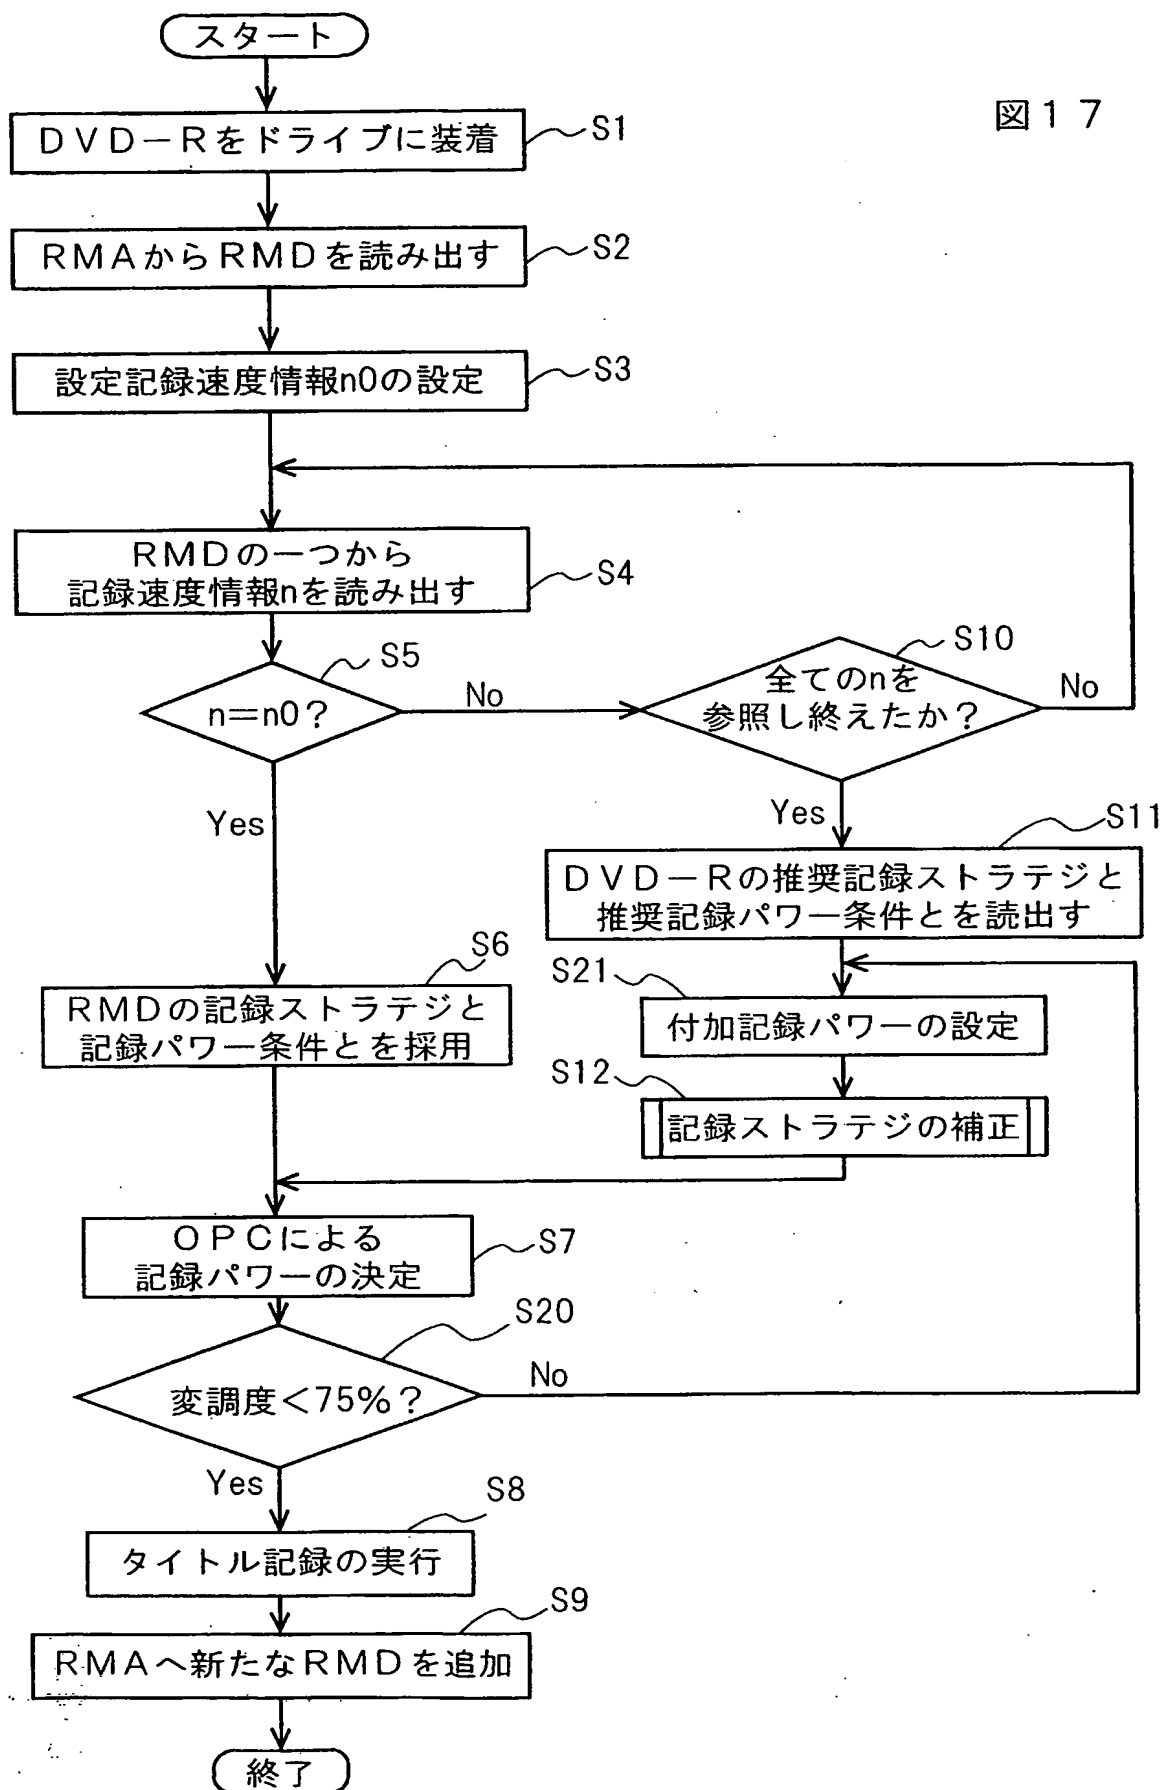 スタート
図17
DVD-Rをドライブに装着
S1
RMAからRMDを読み出す
S2
設定記録速度情報n0の設定
S3
RMDの一つから
記録速度情報nを読み出す
S4
n=n0?
S5
No
全てのnを
参照し終えたか?
S10
No
Yes
Yes
S11
DVD-Rの推奨記録ストラテジと
推奨記録パワー条件とを読出す
S6
RMDの記録ストラテジと
記録パワー条件とを採用
S21
付加記録パワーの設定
S12
記録ストラテジの補正
OPCによる
記録パワーの決定
S7
S20
変調度<75%?
No
Yes
S8
タイトル記録の実行
S9
RMAへ新たなRMDを追加
終了